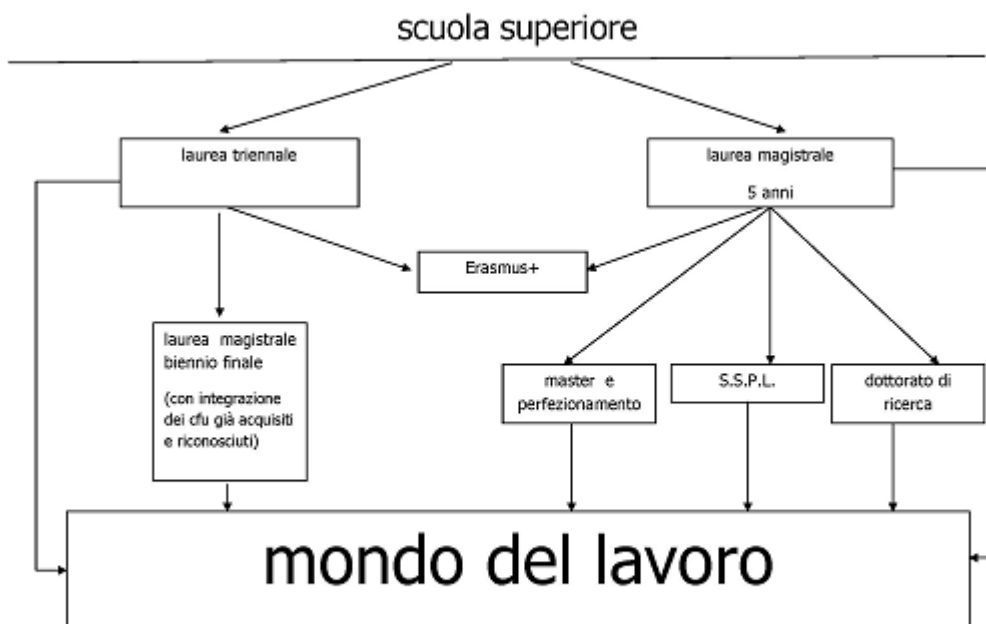 scuola superiore
laurea triennale
laurea magistrale
5 anni
Erasmus+
laurea magistrale
biennio finale
(con integrazione
dei cfu già acquisiti
e riconosciuti)
master e
perfezionamento
S.S.P.L.
dottorato di
ricerca
mondo del lavoro